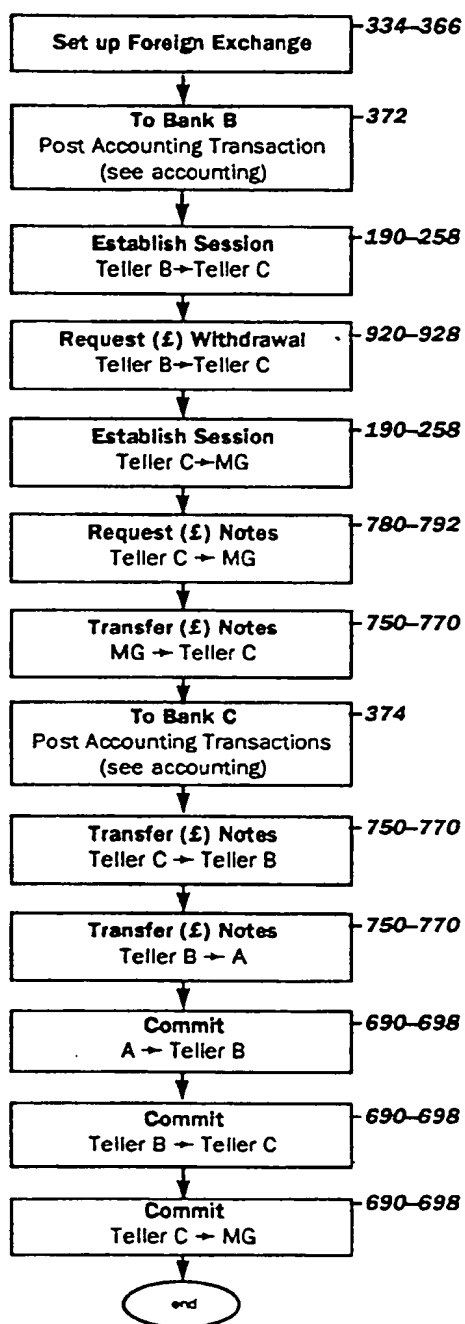 Set up Foreign Exchange
334–366
To Bank B
372
Post Accounting Transaction
(see accounting)
Establish Session
190–258
Teller B→Teller C
Request (£) Withdrawal
920–928
Teller B→Teller C
Establish Session
190–258
Teller C→MG
Request (£) Notes
780–792
Teller C → MG
Transfer (£) Notes
750–770
MG → Teller C
To Bank C
374
Post Accounting Transactions
(see accounting)
Transfer (£) Notes
750–770
Teller C → Teller B
Transfer (£) Notes
750–770
Teller B → A
Commit
690–698
A → Teller B
Commit
690–698
Teller B → Teller C
Commit
690–698
Teller C → MG
end